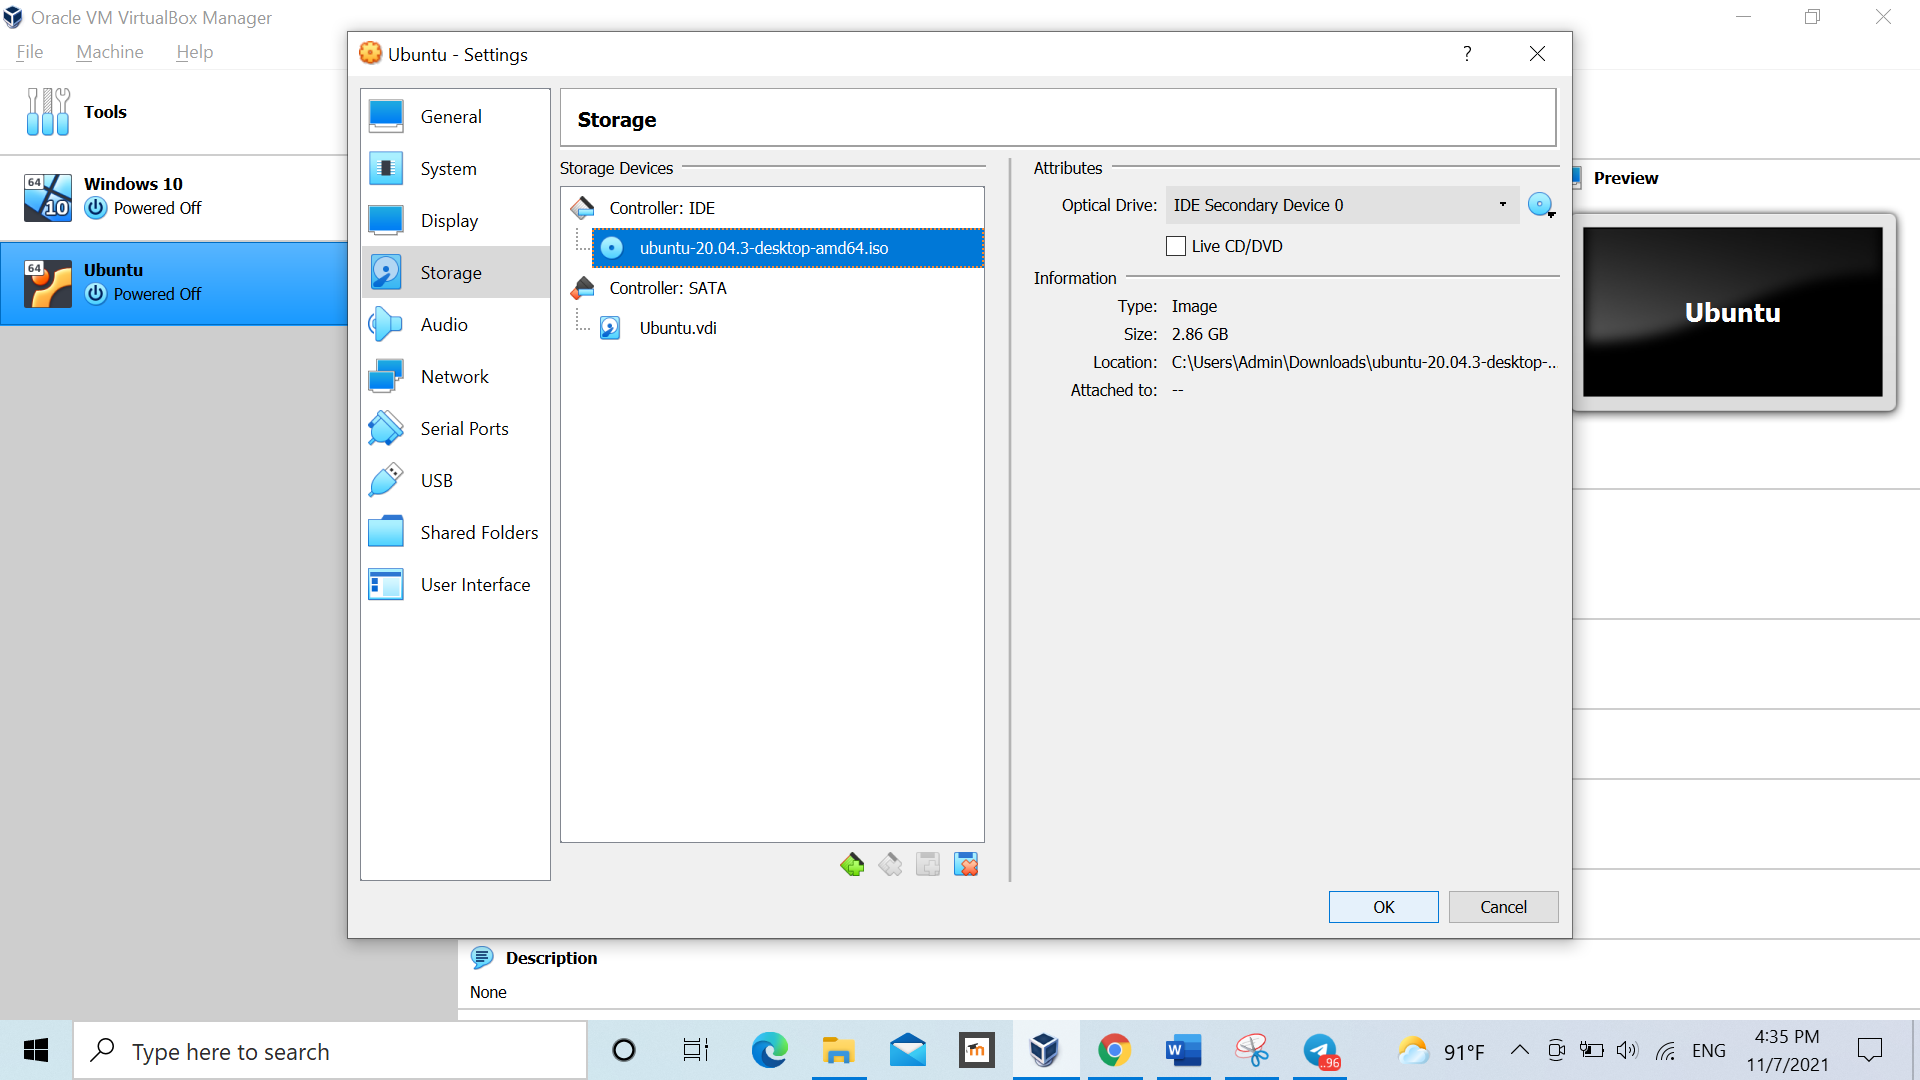 Oracle VM VirtualBox Manager
File Machine Help
Tools
64
10
Windows 10
Powered Off
64
Ubuntu
Powered Off
Ubuntu - Settings
?
General
System
Display
Storage
Audio
Network
Serial Ports
USB
Shared Folders
User Interface
Storage
Storage Devices
Controller: IDE
ubuntu-20.04.3-desktop-amd64.iso
Controller: SATA
Ubuntu.vdi
Attributes
Optical Drive: IDE Secondary Device 0
Live CD/DVD
Information
Type: Image
Size: 2.86 GB
Location: C:\Users\Admin\Downloads\ubuntu-20.04.3-desktop-...
Attached to: --
OK Cancel
Preview
Ubuntu
Description
None
Type here to search
m
W
..96
91°F
ENG
4:35 PM
11/7/2021